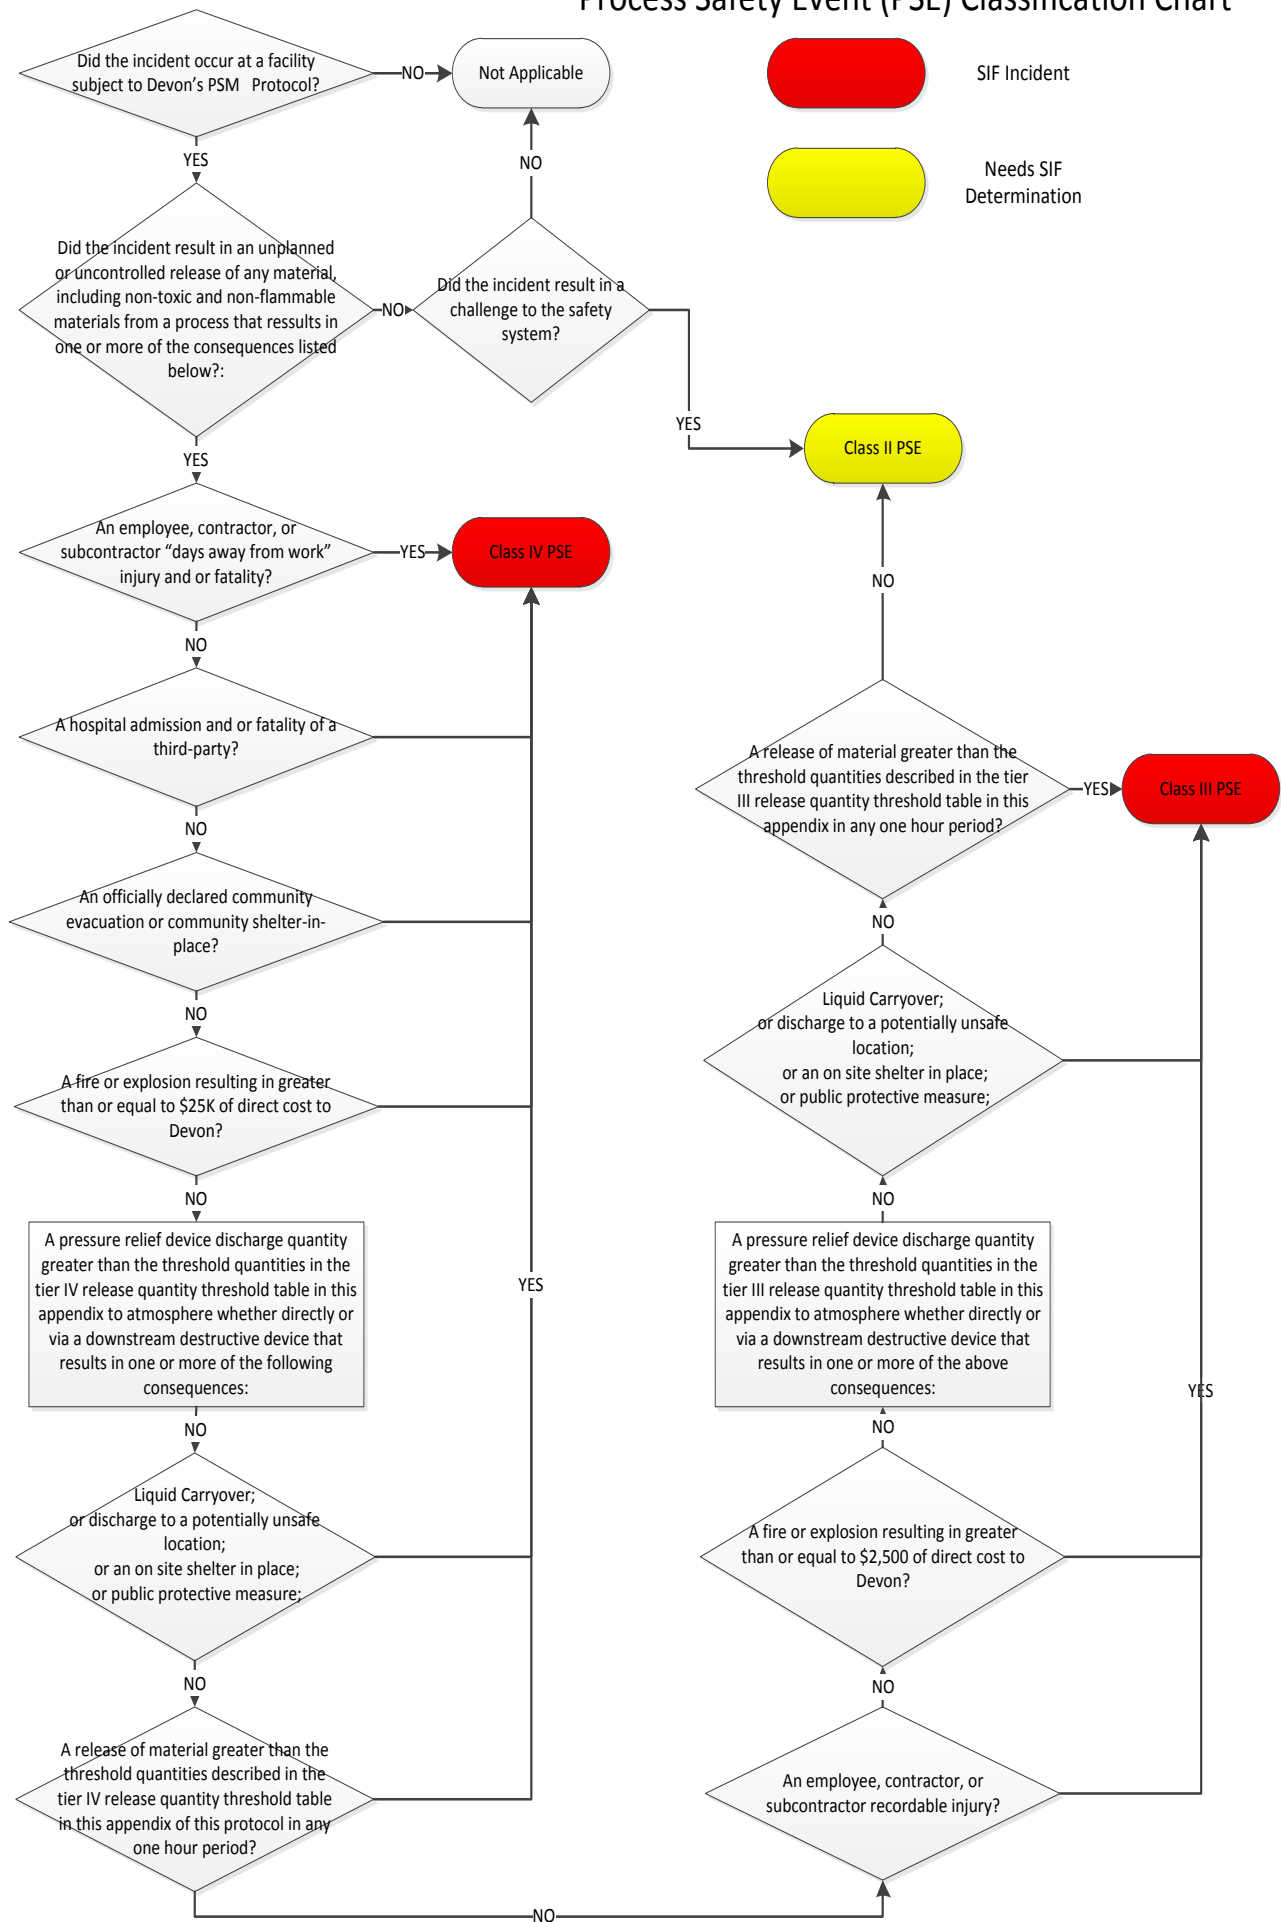 Process Safety Event (PSE) Classification Chart
Did the incident occur at a facility
subject to Devon's PSM   Protocol?
NO
Not Applicable
SIF Incident
YES
NO
Needs SIF
Determination
Did the incident result in an unplanned
or uncontrolled release of any material,
including non-toxic and non-flammable
materials from a process that ressults in
one or more of the consequences listed
below?:
NO
Did the incident result in a
challenge to the safety
system?
YES
Class II PSE
YES
An employee, contractor, or
subcontractor “days away from work”
injury and or fatality?
YES
Class IV PSE
NO
NO
A hospital admission and or fatality of a
third-party?
NO
An officially declared community
evacuation or community shelter-in-
place?
NO
A fire or explosion resulting in greater
than or equal to $25K of direct cost to
Devon?
NO
A pressure relief device discharge quantity
greater than the threshold quantities in the
tier IV release quantity threshold table in this
appendix to atmosphere whether directly or
via a downstream destructive device that
results in one or more of the following
consequences:
YES
NO
Liquid Carryover;
or discharge to a potentially unsafe
location;
or an on site shelter in place;
or public protective measure;
NO
A release of material greater than the
threshold quantities described in the
tier IV release quantity threshold table
in this appendix of this protocol in any
one hour period?
NO
An employee, contractor, or
subcontractor recordable injury?
NO
A fire or explosion resulting in greater
than or equal to $2,500 of direct cost to
Devon?
NO
A pressure relief device discharge quantity
greater than the threshold quantities in the
tier III release quantity threshold table in this
appendix to atmosphere whether directly or
via a downstream destructive device that
results in one or more of the above
consequences:
YES
NO
Liquid Carryover;
or discharge to a potentially unsafe
location;
or an on site shelter in place;
or public protective measure;
NO
A release of material greater than the
threshold quantities described in the tier
III release quantity threshold table in this
appendix in any one hour period?
YES
Class III PSE